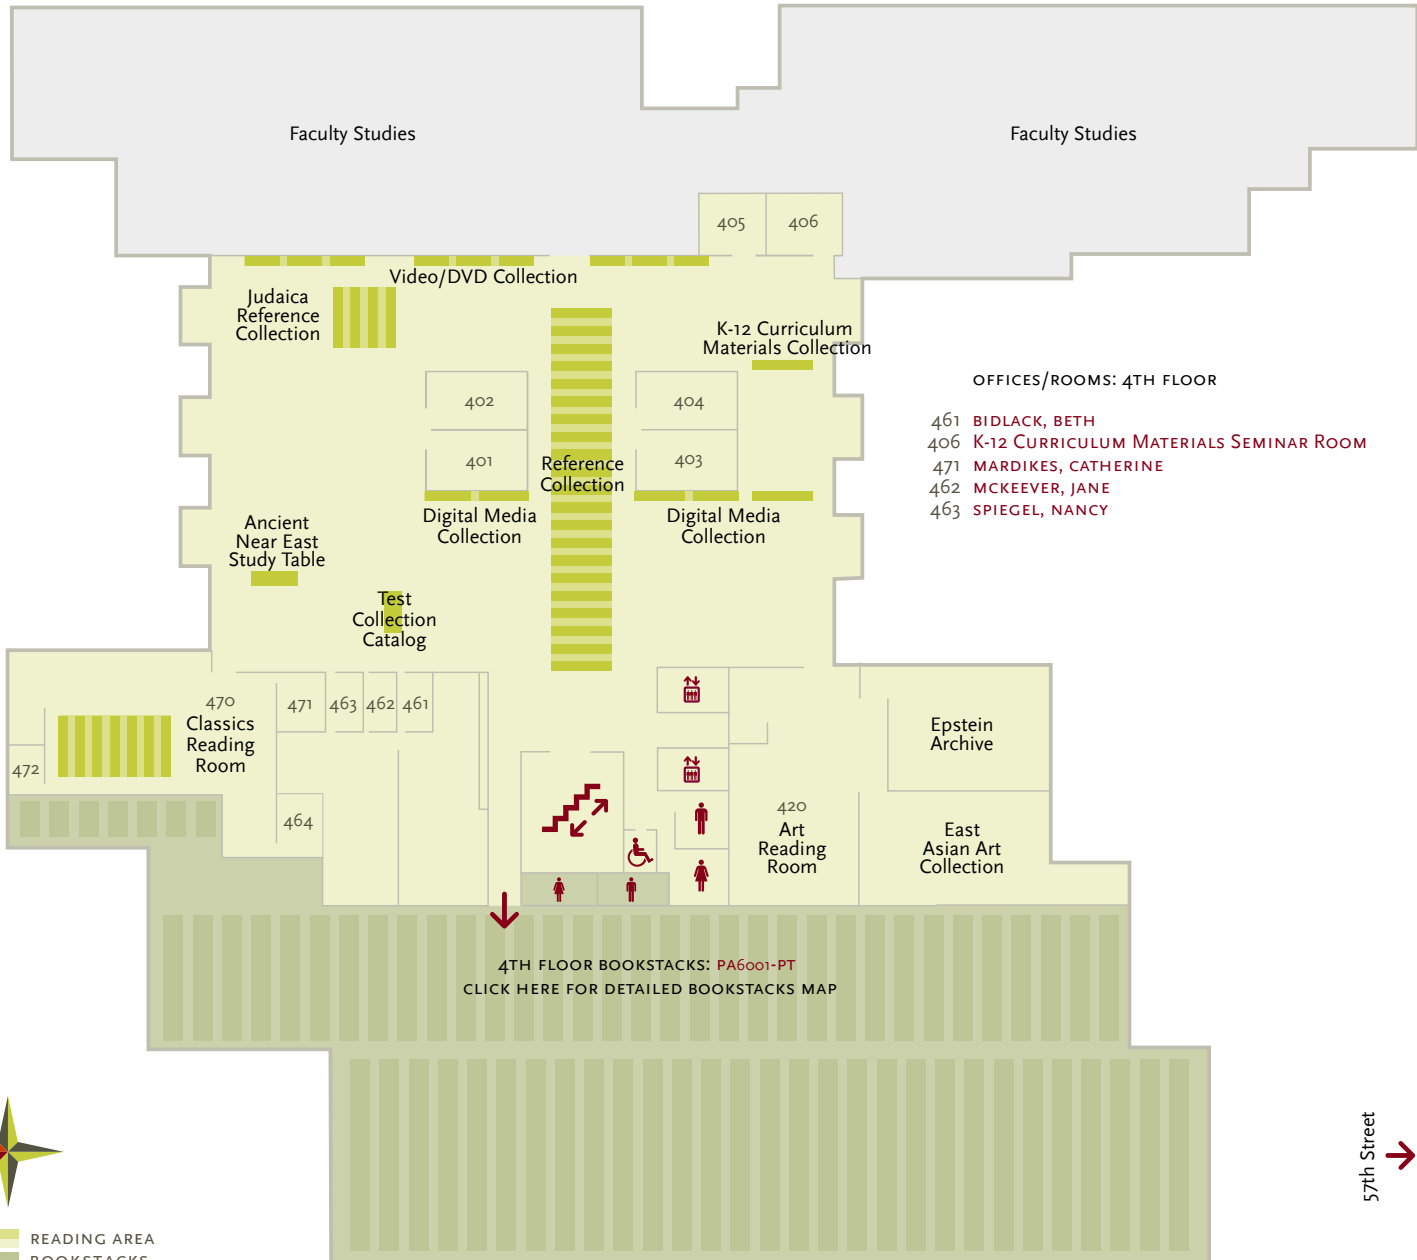 Faculty Studies
Faculty Studies
405
406
Video/DVD Collection
Judaica
Reference
Collection
K-12 Curriculum
Materials Collection
402
404
401
403
Reference
Collection
Digital Media
Collection
Digital Media
Collection
OFFICES/ROOMS: 4TH FLOOR
461 BIDLACK, BETH
406 K-12 CURRICULUM MATERIALS SEMINAR ROOM
471 MARDIKES, CATHERINE
462 MCKEEVER, JANE
463 SPIEGEL, NANCY
Ancient
Near East
Study Table
Test
Collection
Catalog
470
Classics
Reading
Room
471
463
462
461
472
464
Epstein
Archive
420
Art
Reading
Room
East
Asian Art
Collection
4TH FLOOR BOOKSTACKS: PA6001-PT
CLICK HERE FOR DETAILED BOOKSTACKS MAP
57th Street
READING AREA
BOOKSTACKS